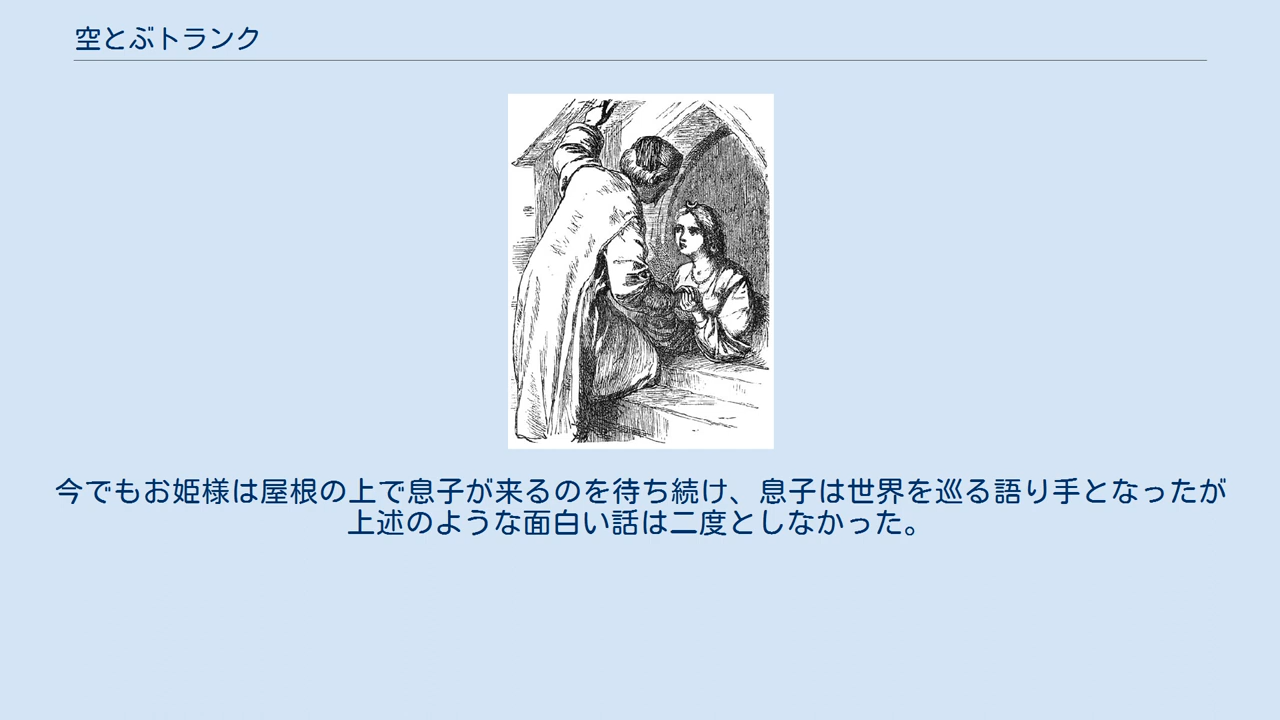 空とぶトランク
今でもお姫様は屋根の上で息子が来るのを待ち続け、息子は世界を巡る語り手となったが
上述のような面白い話は二度としなかった。